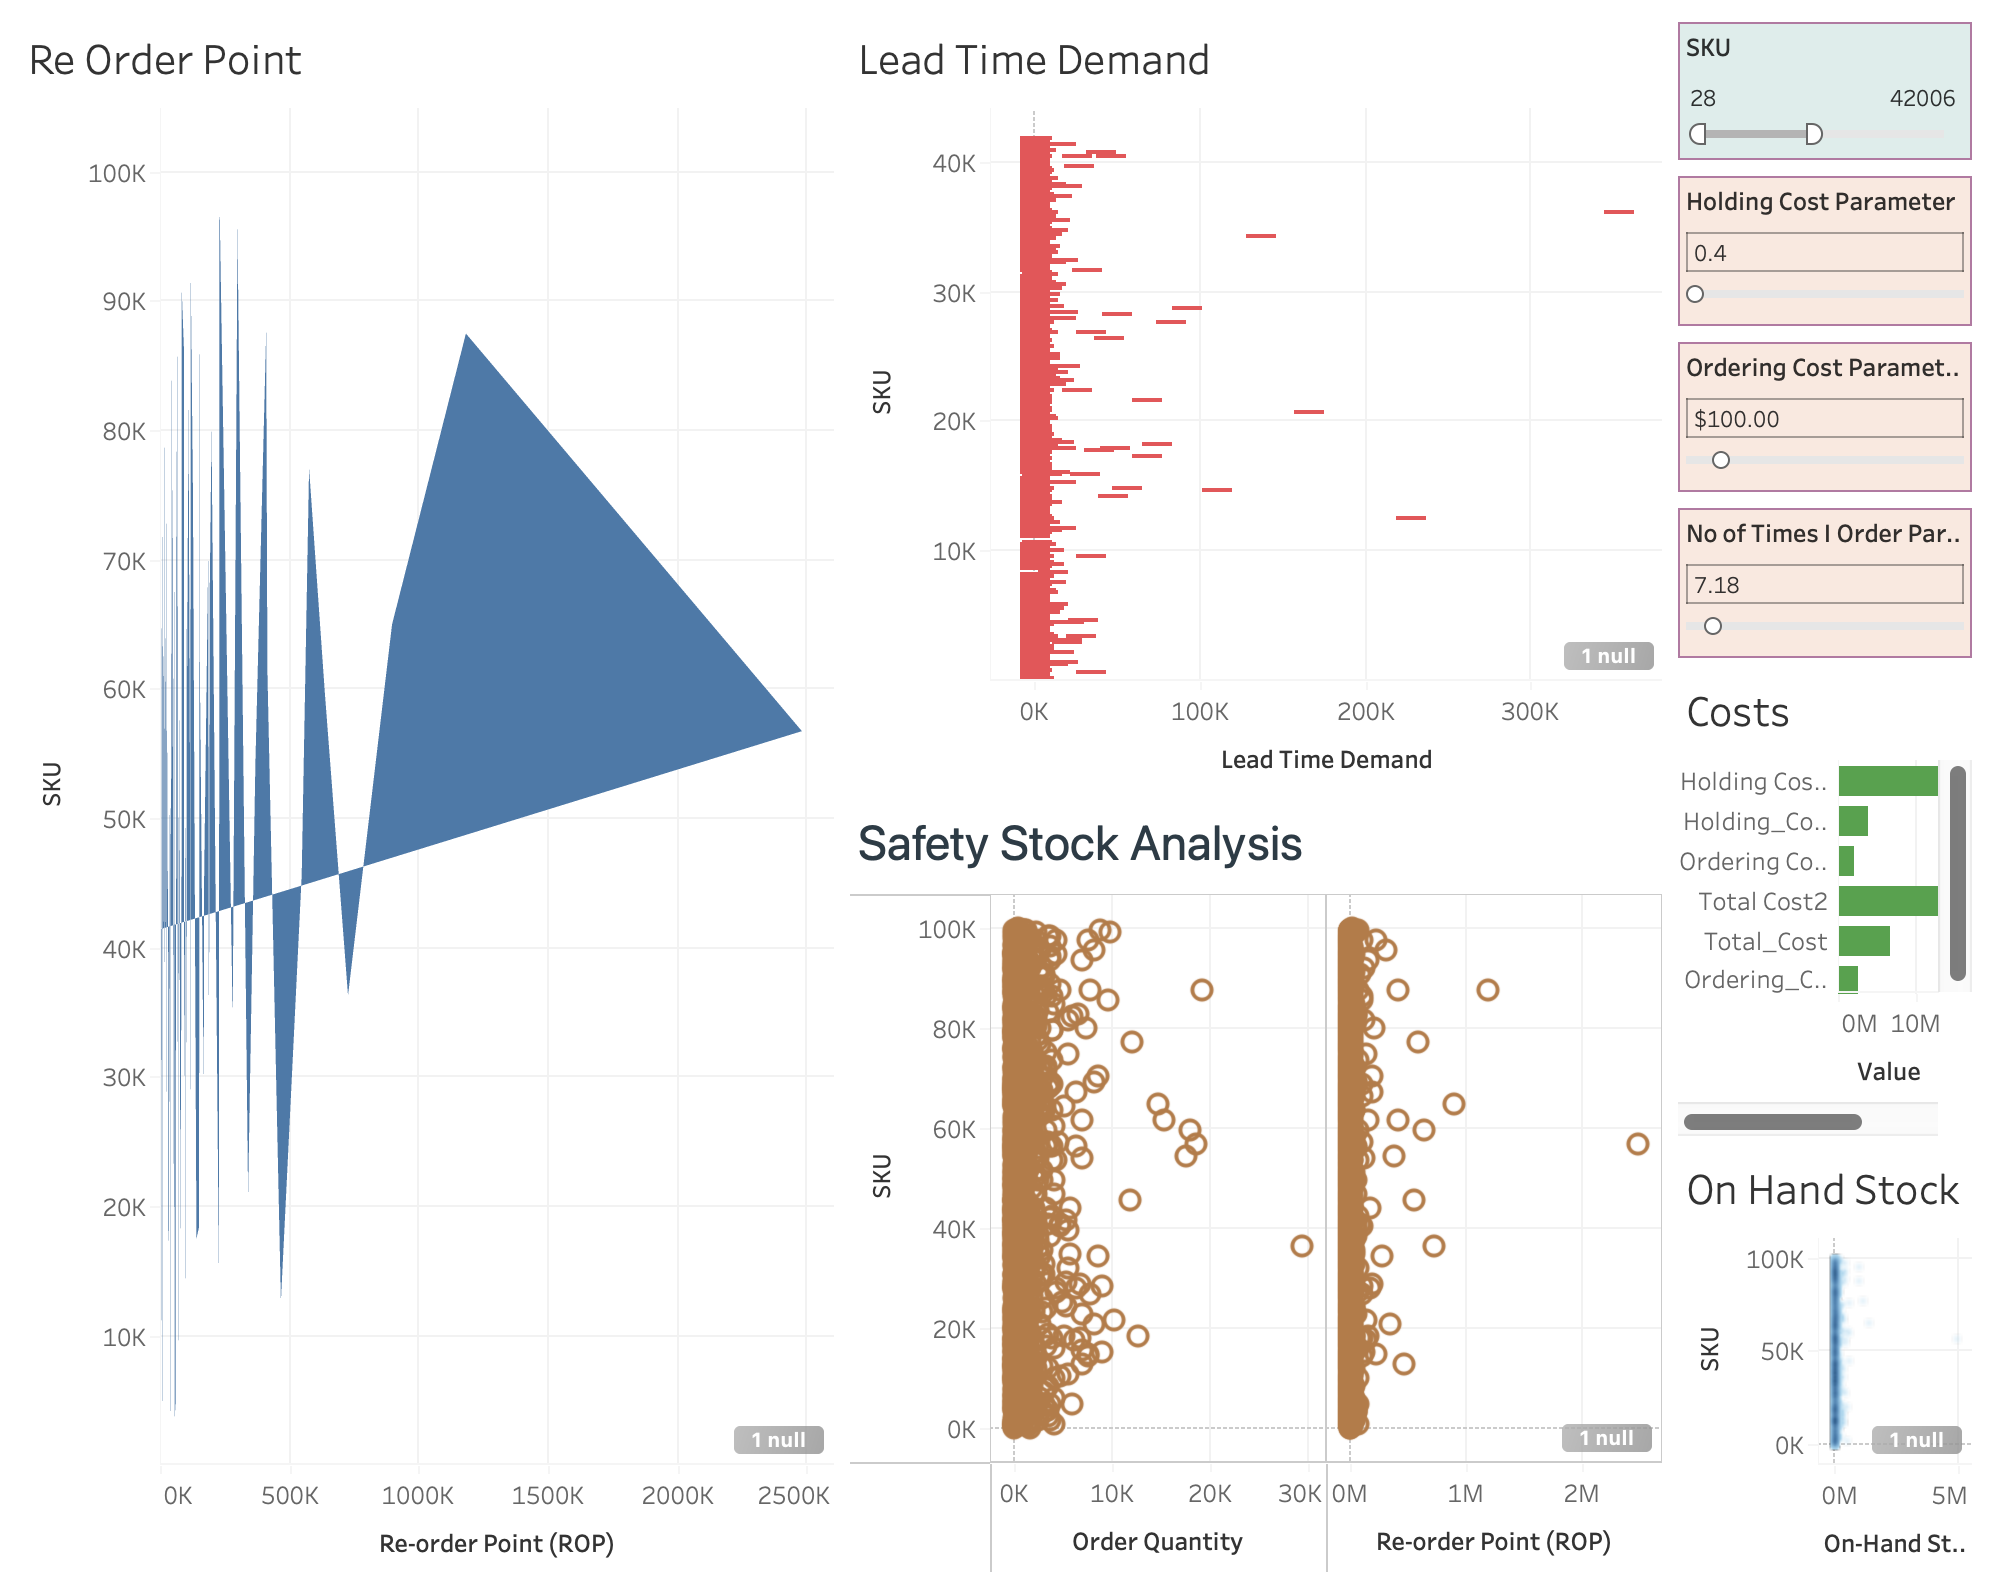 Re Order Point
100K
90K
80K
70K
60K
50K
40K
30K
20K
10K
SKU
1 null
0K 500K 1000K 1500K 2000K 2500K
Re-order Point (ROP)
Lead Time Demand
40K
30K
20K
10K
SKU
1 null
0K 100K 200K 300K
Lead Time Demand
Safety Stock Analysis
100K
80K
60K
40K
20K
0K
SKU
1 null
0K 10K 20K 30K 0M 1M 2M
Order Quantity Re-order Point (ROP)
SKU
28 42006
Holding Cost Parameter
0.4
Ordering Cost Paramet..
$100.00
No of Times I Order Par..
7.18
Costs
Holding Cos..
Holding_Co..
Ordering Co..
Total Cost2
Total_Cost
Ordering_C..
0M 10M
Value
On Hand Stock
100K
50K
0K
SKU
1 null
0M 5M
On-Hand St..